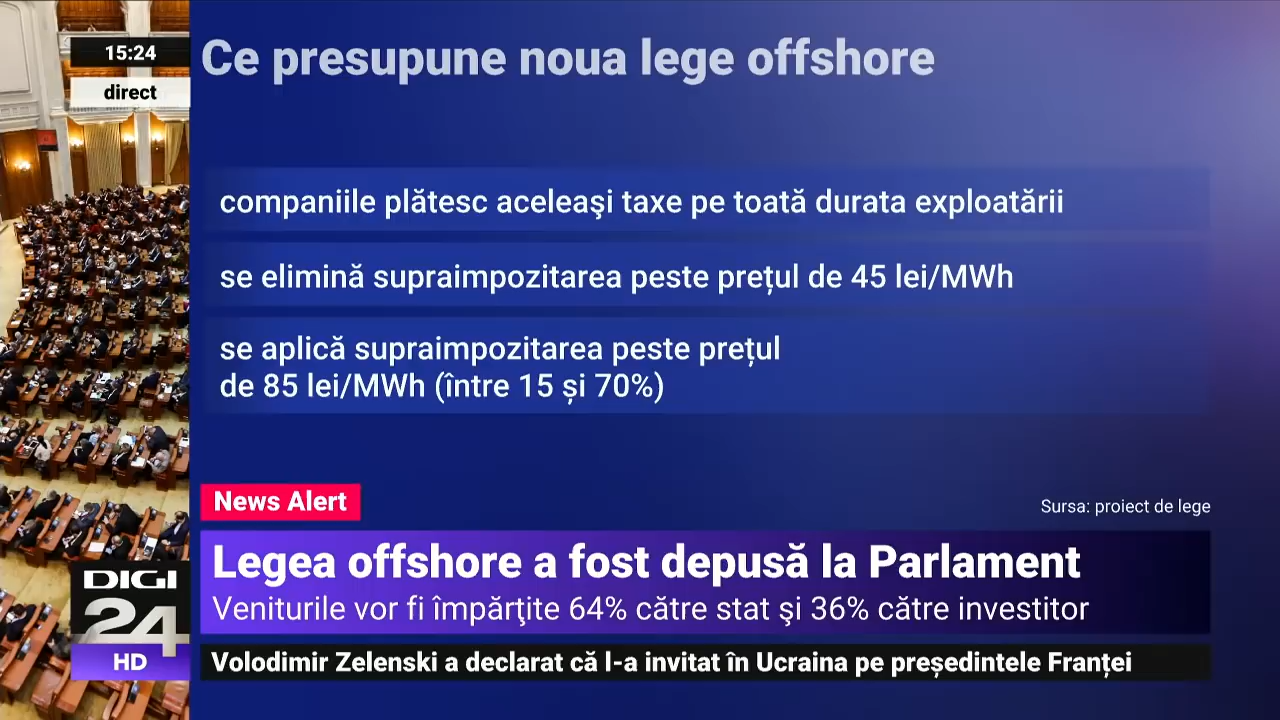 15:24
direct
Ce presupune noua lege offshore
companiile plătesc aceleaşi taxe pe toată durata exploatării
se elimină supraimpozitarea peste prețul de 45 lei/MWh
se aplică supraimpozitarea peste prețul
de 85 lei/MWh (între 15 și 70%)
News Alert
Sursa: proiect de lege
Legea offshore a fost depusă la Parlament
Veniturile vor fi împărţite 64% către stat şi 36% către investitor
DIGI
24
HD
Volodimir Zelenski a declarat că l-a invitat în Ucraina pe președintele Franței